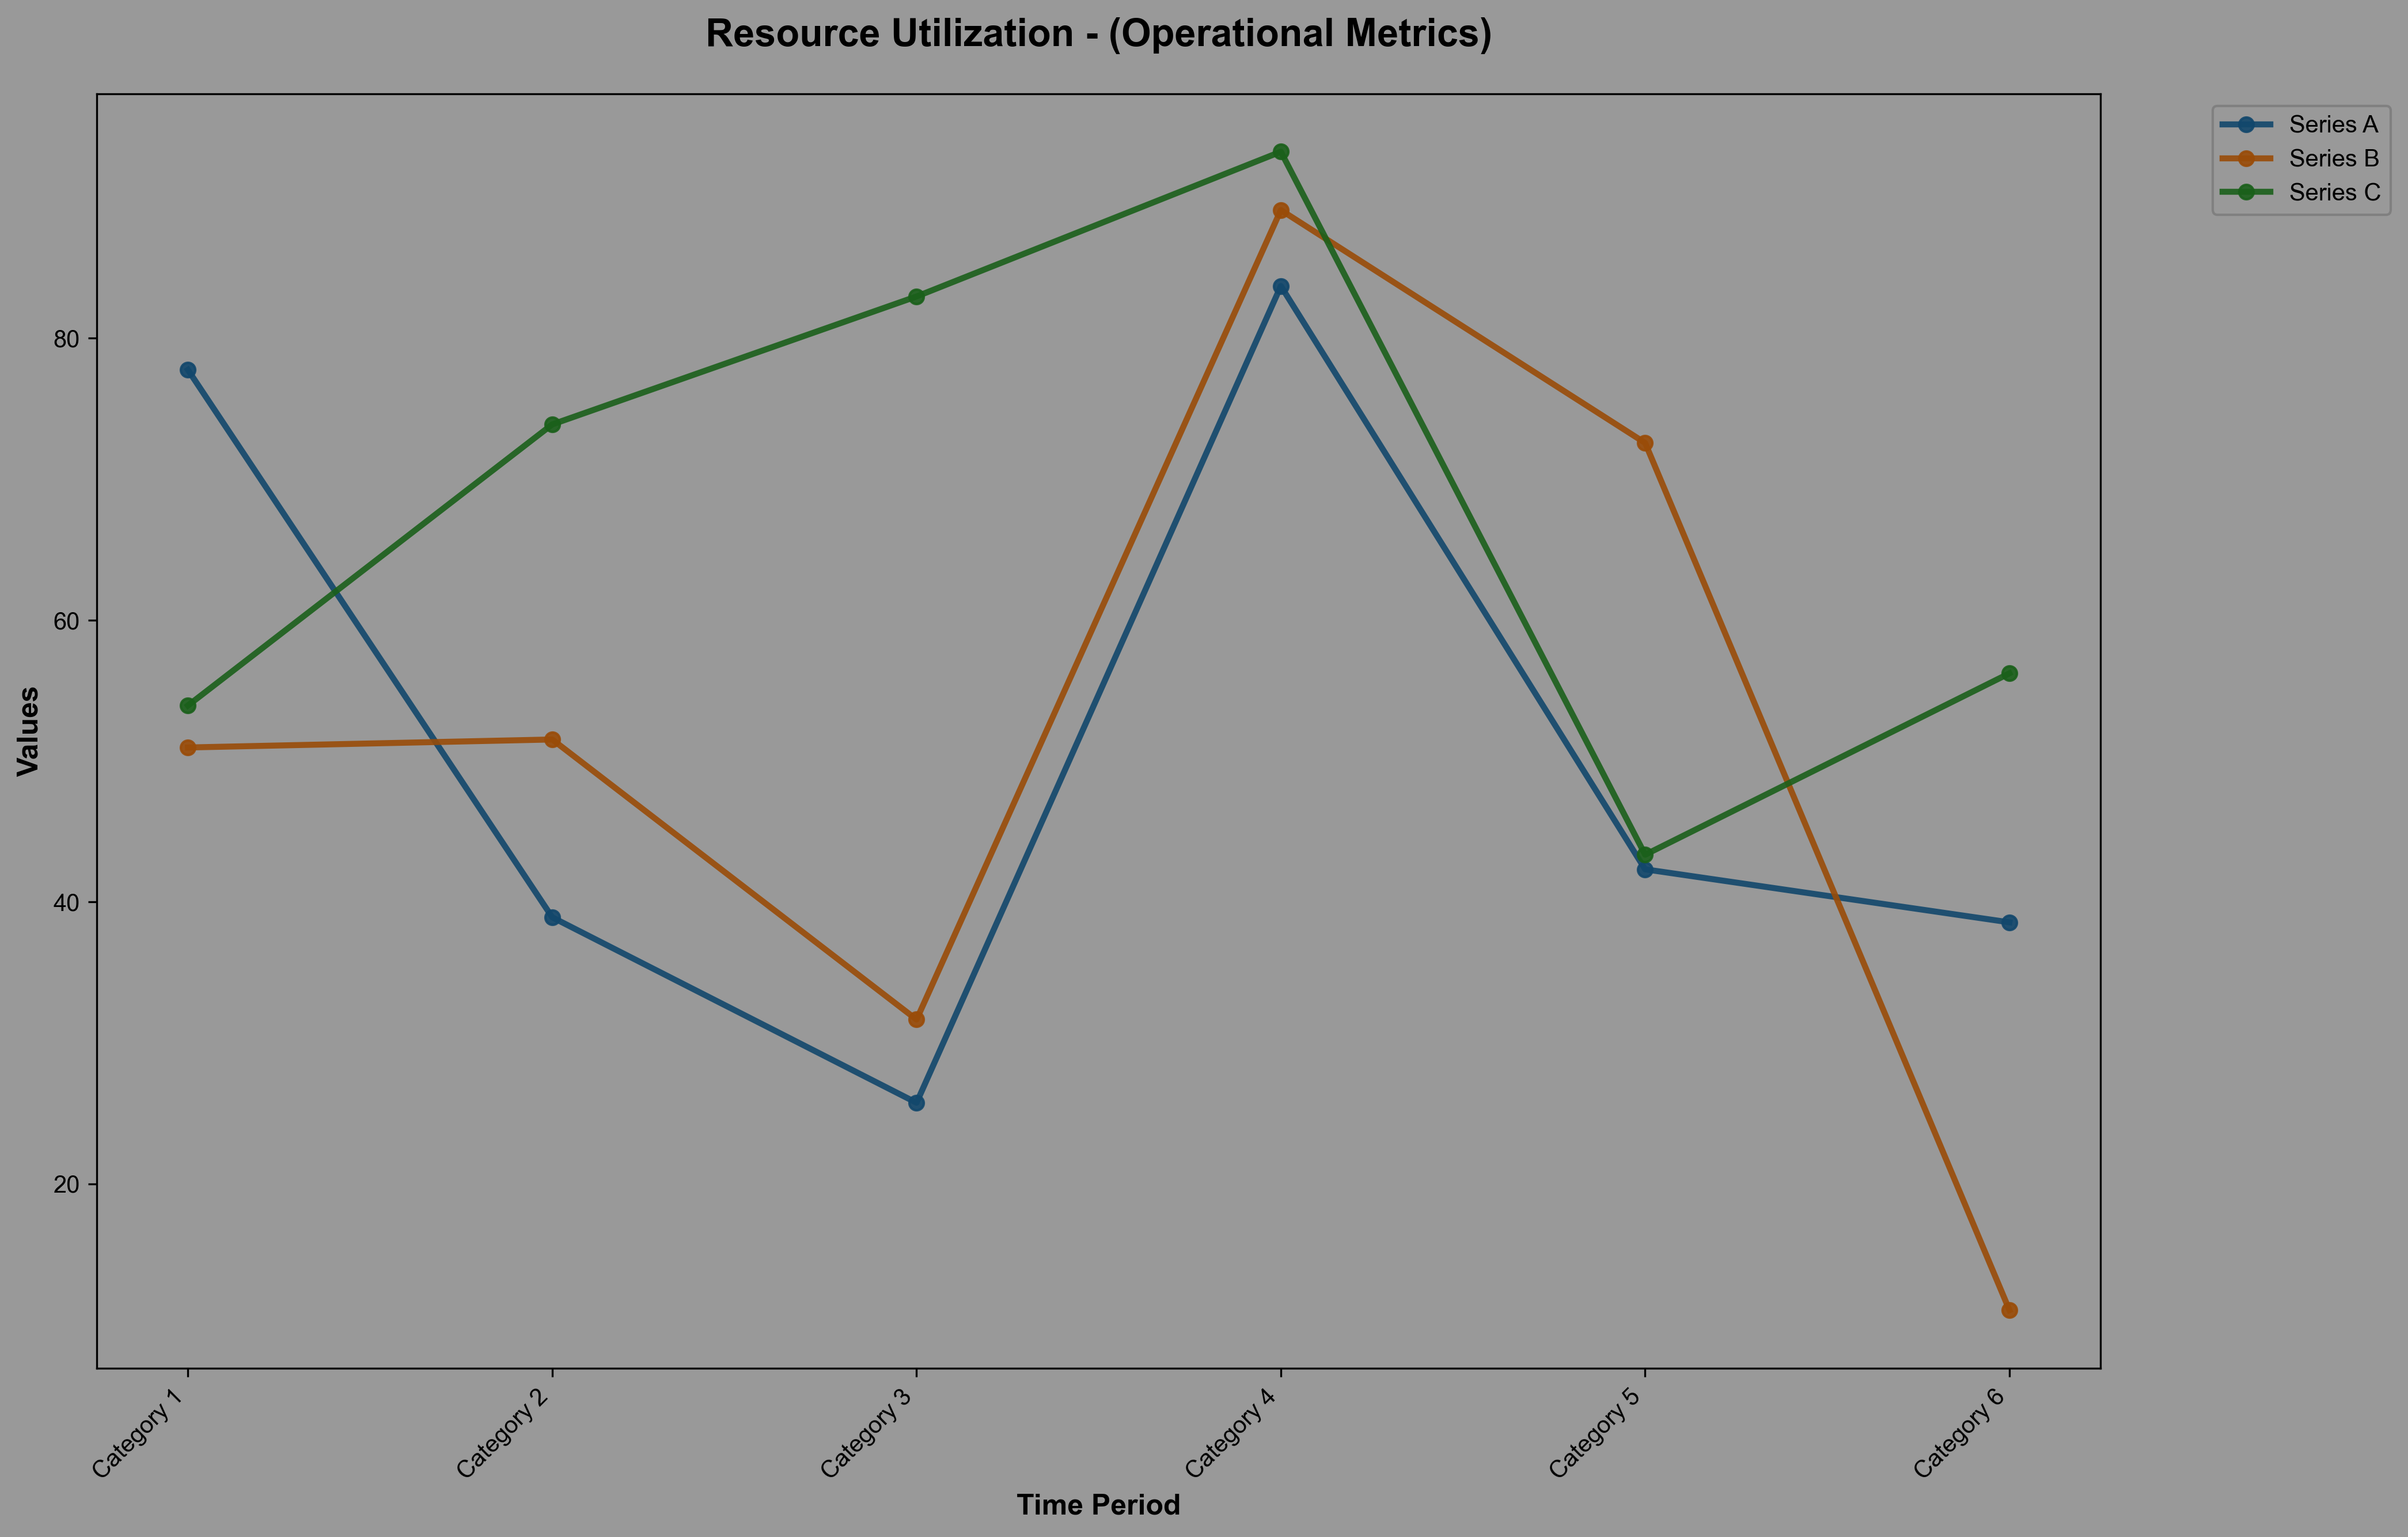 Resource Utilization - (Operational Metrics)
Series A
Series B
Series C
80
60
40
20
Values
Category 1
Category 2
Category 3
Category 4
Category 5
Category 6
Time Period